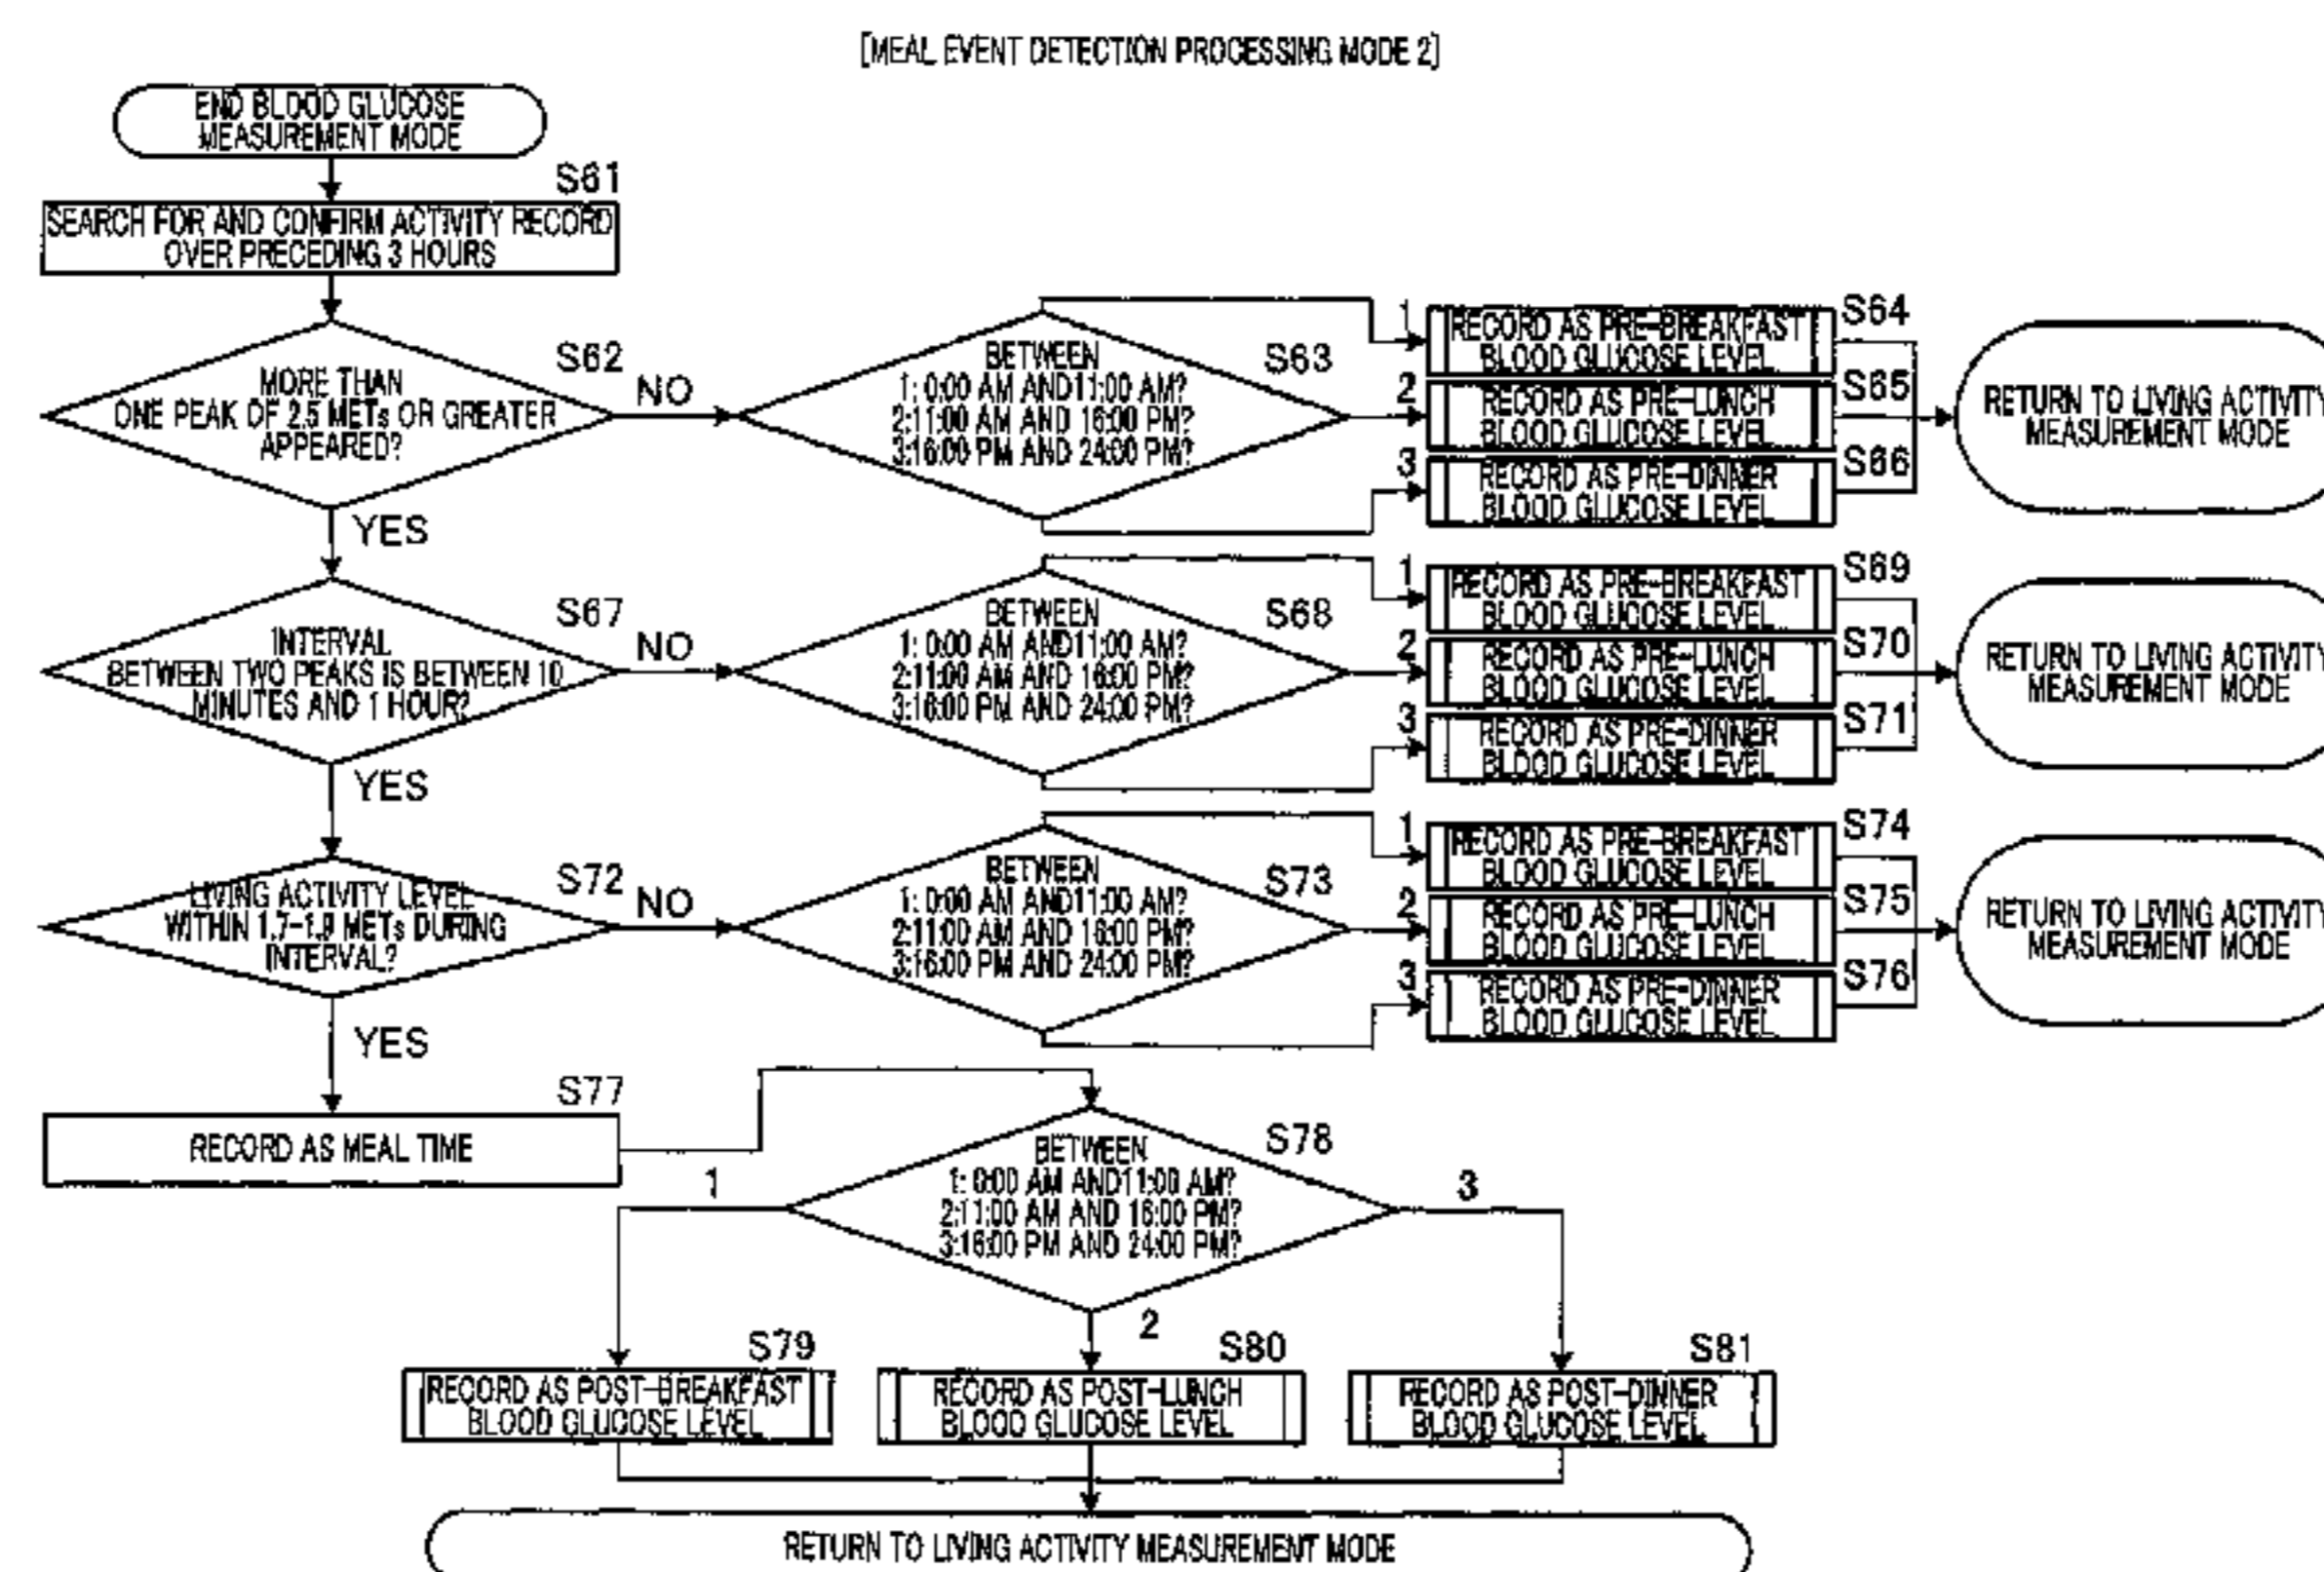 [MEAL EVENT DETECTION PROCESSING MODE 2]
END BLOOD GLUCOSE
MEASUREMENT MODE
S61
SEARCH FOR AND CONFIRM ACTIVITY RECORD
OVER PRECEDING 3 HOURS
S62
MORE THAN
ONE PEAK OF 2.5 METs OR GREATER
APPEARED?
NO
YES
S63
BETWEEN
1: 0:00 AM AND11:00 AM?
2:11:00 AM AND 16:00 PM?
3:16:00 PM AND 24:00 PM?
1
RECORD AS PRE-BREAKFAST
BLOOD GLUCOSE LEVEL
S64
2
RECORD AS PRE-LUNCH
BLOOD GLUCOSE LEVEL
S65
3
RECORD AS PRE-DINNER
BLOOD GLUCOSE LEVEL
S66
RETURN TO LIVING ACTIVITY
MEASUREMENT MODE
S67
INTERVAL
BETWEEN TWO PEAKS IS BETWEEN 10
MINUTES AND 1 HOUR?
NO
YES
S68
BETWEEN
1: 0:00 AM AND11:00 AM?
2:11:00 AM AND 16:00 PM?
3:16:00 PM AND 24:00 PM?
1
RECORD AS PRE-BREAKFAST
BLOOD GLUCOSE LEVEL
S69
2
RECORD AS PRE-LUNCH
BLOOD GLUCOSE LEVEL
S70
3
RECORD AS PRE-DINNER
BLOOD GLUCOSE LEVEL
S71
RETURN TO LIVING ACTIVITY
MEASUREMENT MODE
S72
LIVING ACTIVITY LEVEL
WITHIN 1.7-1.9 METs DURING
INTERVAL?
NO
YES
S73
BETWEEN
1: 0:00 AM AND11:00 AM?
2:11:00 AM AND 16:00 PM?
3:16:00 PM AND 24:00 PM?
1
RECORD AS PRE-BREAKFAST
BLOOD GLUCOSE LEVEL
S74
2
RECORD AS PRE-LUNCH
BLOOD GLUCOSE LEVEL
S75
3
RECORD AS PRE-DINNER
BLOOD GLUCOSE LEVEL
S76
RETURN TO LIVING ACTIVITY
MEASUREMENT MODE
S77
RECORD AS MEAL TIME
S78
BETWEEN
1: 0:00 AM AND11:00 AM?
2:11:00 AM AND 16:00 PM?
3:16:00 PM AND 24:00 PM?
1
2
3
S79
RECORD AS POST-BREAKFAST
BLOOD GLUCOSE LEVEL
S80
RECORD AS POST-LUNCH
BLOOD GLUCOSE LEVEL
S81
RECORD AS POST-DINNER
BLOOD GLUCOSE LEVEL
RETURN TO LIVING ACTIVITY MEASUREMENT MODE